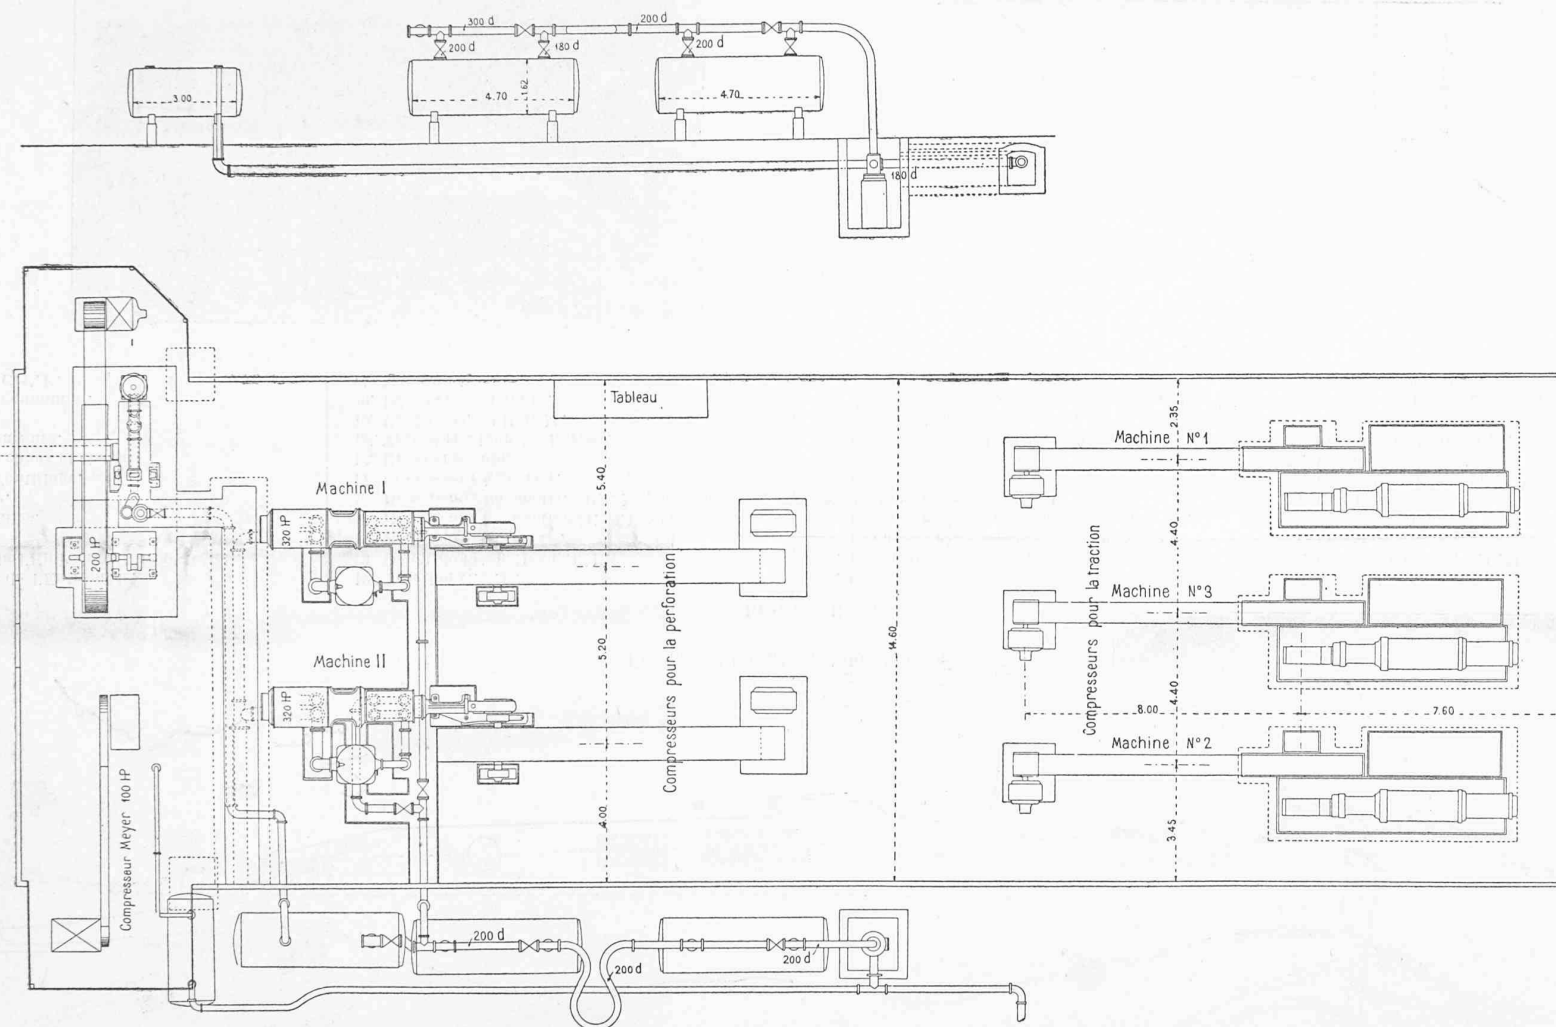 300 d
200 d
200 d
180 d
200 d
3.00
4.70
1.62
4.70
180 d
I
Tableau
2.35
Machine N°1
5.40
Machine I
320 HP
200 HP
4.40
Compresseurs pour la perforation
Compresseurs pour la traction
Machine N°3
5.20
14.60
Machine II
320 HP
4.40
8.00
7.60
Machine N°2
Compresseur Meyer 100 HP
4.00
3.45
200 d
200 d
200 d